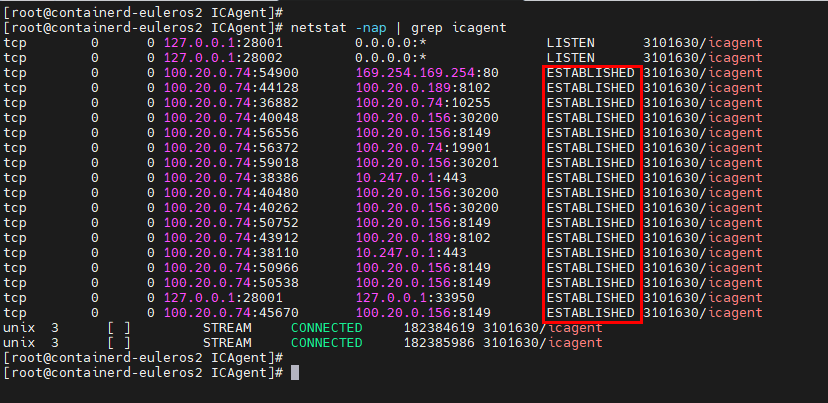 [root@containerd-euleros2 ICAgent]#
[root@containerd-euleros2 ICAgent]# netstat -nap | grep icagent
tcp 0 0 127.0.0.1:28001 0.0.0.0:* LISTEN 3101630/icagent
tcp 0 0 127.0.0.1:28002 0.0.0.0:* LISTEN 3101630/icagent
tcp 0 0 100.20.0.74:54900 169.254.169.254:80 ESTABLISHED 3101630/icagent
tcp 0 0 100.20.0.74:44128 100.20.0.189:8102 ESTABLISHED 3101630/icagent
tcp 0 0 100.20.0.74:36882 100.20.0.74:10255 ESTABLISHED 3101630/icagent
tcp 0 0 100.20.0.74:40048 100.20.0.156:30200 ESTABLISHED 3101630/icagent
tcp 0 0 100.20.0.74:56556 100.20.0.156:8149 ESTABLISHED 3101630/icagent
tcp 0 0 100.20.0.74:56372 100.20.0.74:19901 ESTABLISHED 3101630/icagent
tcp 0 0 100.20.0.74:59018 100.20.0.156:30201 ESTABLISHED 3101630/icagent
tcp 0 0 100.20.0.74:38386 10.247.0.1:443 ESTABLISHED 3101630/icagent
tcp 0 0 100.20.0.74:40480 100.20.0.156:30200 ESTABLISHED 3101630/icagent
tcp 0 0 100.20.0.74:40262 100.20.0.156:30200 ESTABLISHED 3101630/icagent
tcp 0 0 100.20.0.74:50752 100.20.0.156:8149 ESTABLISHED 3101630/icagent
tcp 0 0 100.20.0.74:43912 100.20.0.189:8102 ESTABLISHED 3101630/icagent
tcp 0 0 100.20.0.74:38110 10.247.0.1:443 ESTABLISHED 3101630/icagent
tcp 0 0 100.20.0.74:50966 100.20.0.156:8149 ESTABLISHED 3101630/icagent
tcp 0 0 100.20.0.74:50538 100.20.0.156:8149 ESTABLISHED 3101630/icagent
tcp 0 0 127.0.0.1:28001 127.0.0.1:33950 ESTABLISHED 3101630/icagent
tcp 0 0 100.20.0.74:45670 100.20.0.156:8149 ESTABLISHED 3101630/icagent
unix 3 [ ] STREAM CONNECTED 182384619 3101630/icagent
unix 3 [ ] STREAM CONNECTED 182385986 3101630/icagent
[root@containerd-euleros2 ICAgent]#
[root@containerd-euleros2 ICAgent]#